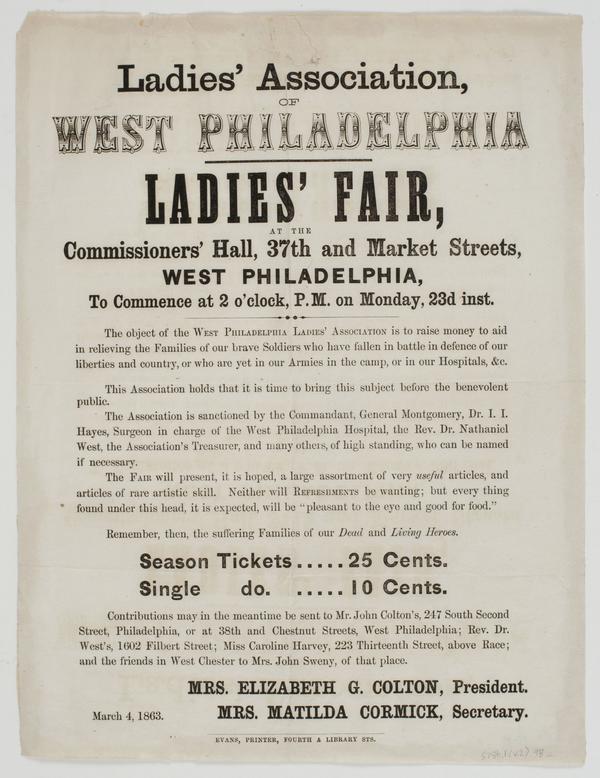 Ladies' Association,
OF
WEST PHILADELPHIA
LADIES' FAIR,
AT THE
Commissioners' Hall, 37th and Market Streets,
WEST PHILADELPHIA,
To Commence at 2 o'clock, P.M. on Monday, 23d inst.
The object of the WEST PHILADELPHIA LADIES' ASSOCIATION is to raise money to aid
in relieving the Families of our brave Soldiers who have fallen in battle in defence of our
liberties and country, or who are yet in our Armies in the camp, or in our Hospitals, &c.
This Association holds that it is time to bring this subject before the benevolent
public.
The Association is sanctioned by the Commandant, General Montgomery, Dr. I. I.
Hayes, Surgeon in charge of the West Philadelphia Hospital, the Rev. Dr. Nathaniel
West, the Association's Treasurer, and many others, of high standing, who can be named
if necessary.
The FAIR will present, it is hoped, a large assortment of very useful articles, and
articles of rare artistic skill. Neither will REFRESHMENTS be wanting; but every thing
found under this head, it is expected, will be "pleasant to the eye and good for food."
Remember, then, the suffering Families of our Dead and Living Heroes.
Season Tickets.....25 Cents.
Single do. .....10 Cents.
Contributions may in the meantime be sent to Mr. John Colton's, 247 South Second
Street, Philadelphia, or at 38th and Chestnut Streets, West Philadelphia; Rev. Dr.
West's, 1602 Filbert Street; Miss Caroline Harvey, 223 Thirteenth Street, above Race;
and the friends in West Chester to Mrs. John Sweny, of that place.
MRS. ELIZABETH G. COLTON, President.
March 4, 1863. MRS. MATILDA CORMICK, Secretary.
EVANS, PRINTER, FOURTH & LIBRARY STS.